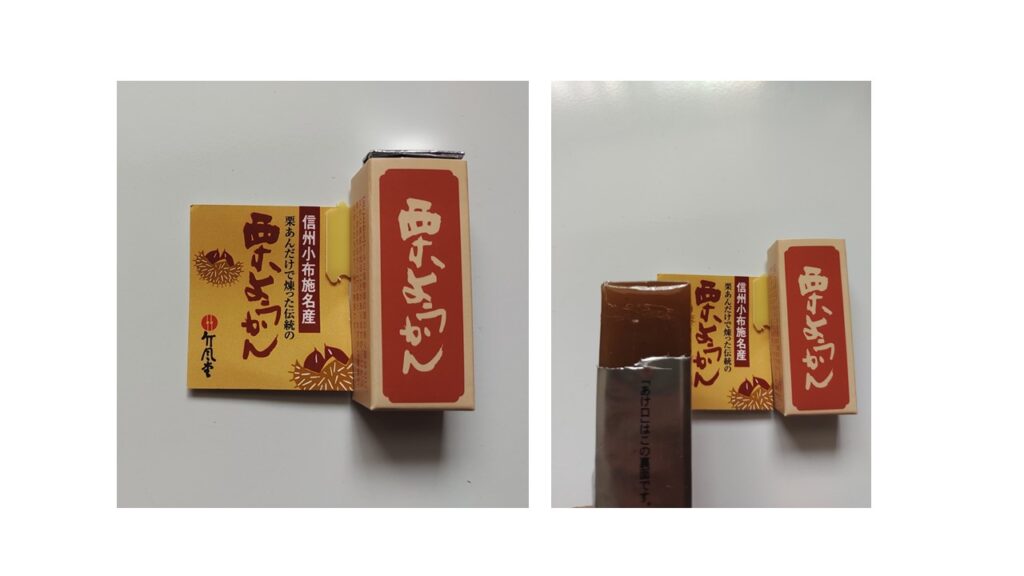 信州小布施名産
栗あんだけで煉った伝統の
栗ようかん
竹風堂
栗ようかん
信州小布施名産
栗あんだけで煉った伝統の
栗ようかん
栗ようかん
「あけ口」はこの裏面です。